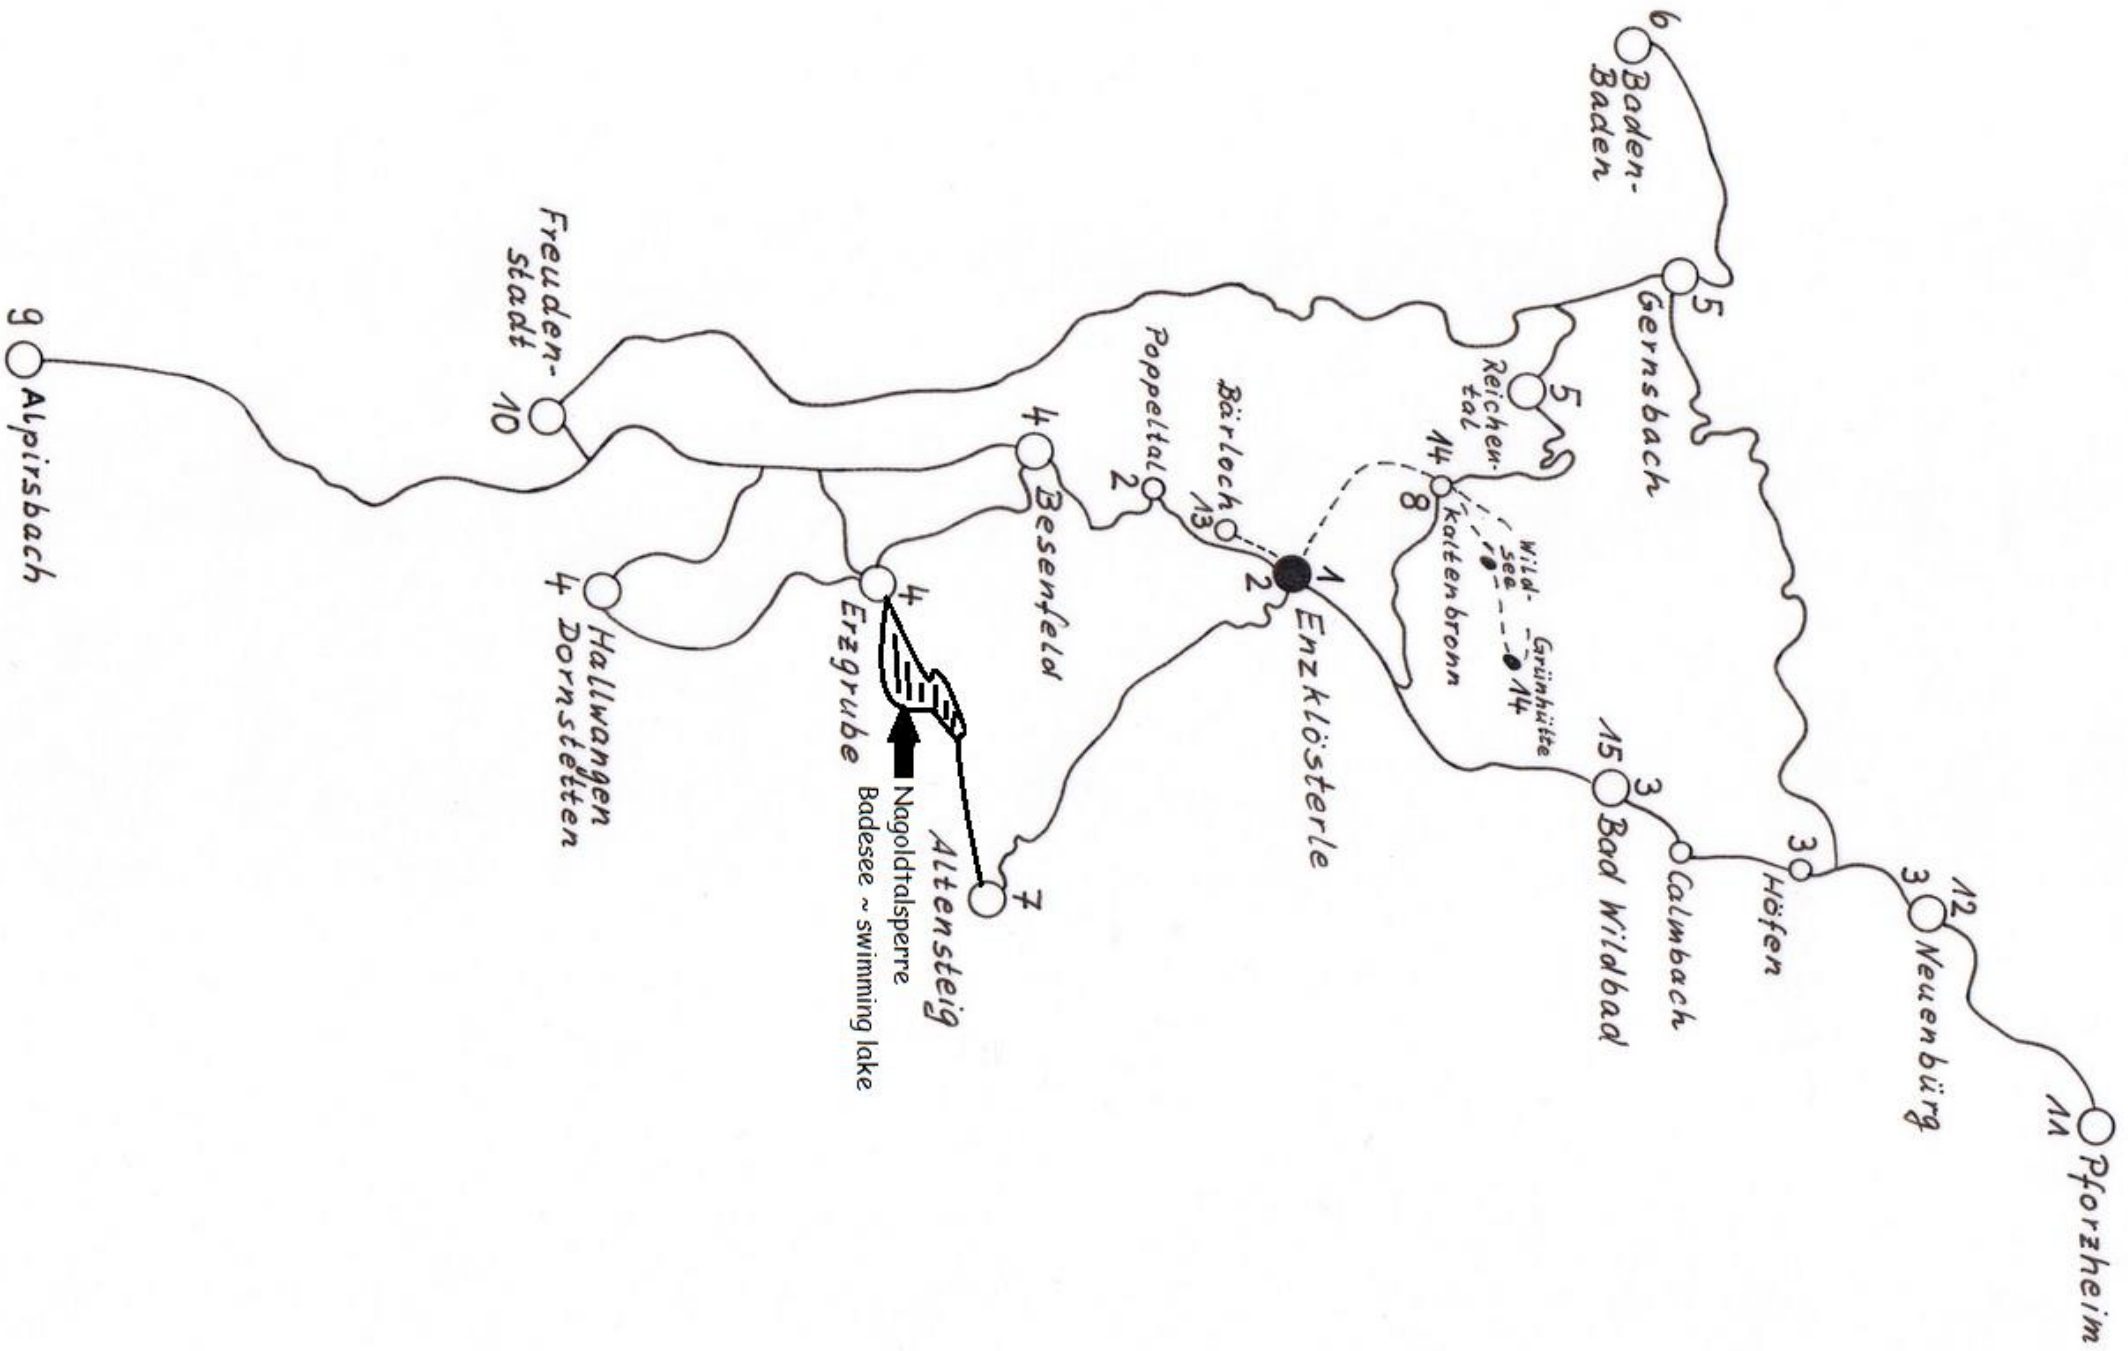 11
Pforzheim
12
3
Neuenbürg
3
Höfen
Calmbach
6
Baden-
Baden
5
Gernsbach
3
15
Bad Wildbad
5
Reichen-
tal
Wild-
see
Grünhütte
14
14
8
Kaltenbronn
1
2
Enzklösterle
Bärloch
13
Poppeltal
2
4
Besenfeld
7
Altensteig
4
Erzgrube
Nagoldtalsperre
Badesee ~ swimming lake
Freuden-
stadt
10
4
Hallwangen
Dornstetten
9
Alpirsbach